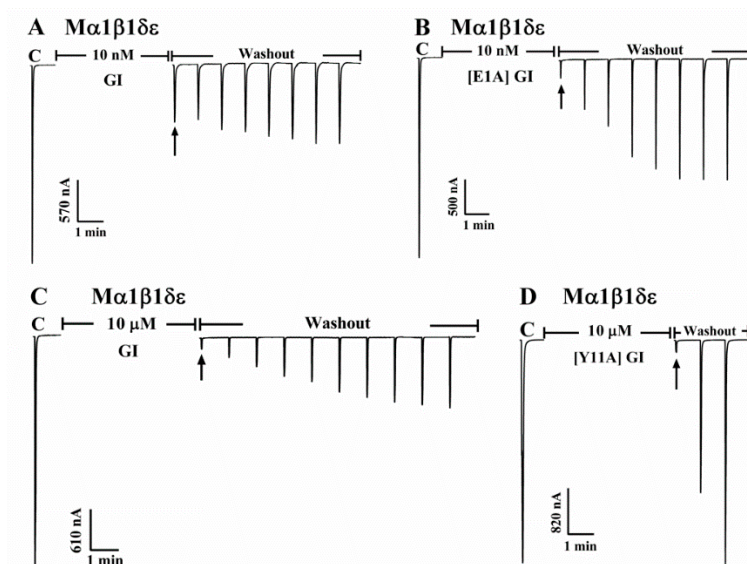 A Mα1β1δε
C 10 nM Washout
GI
570 nA
1 min
B Mα1β1δε
C 10 nM Washout
[E1A] GI
500 nA
1 min
C Mα1β1δε
C 10 μM Washout
GI
610 nA
1 min
D Mα1β1δε
C 10 μM Washout
[Y11A] GI
820 nA
1 min